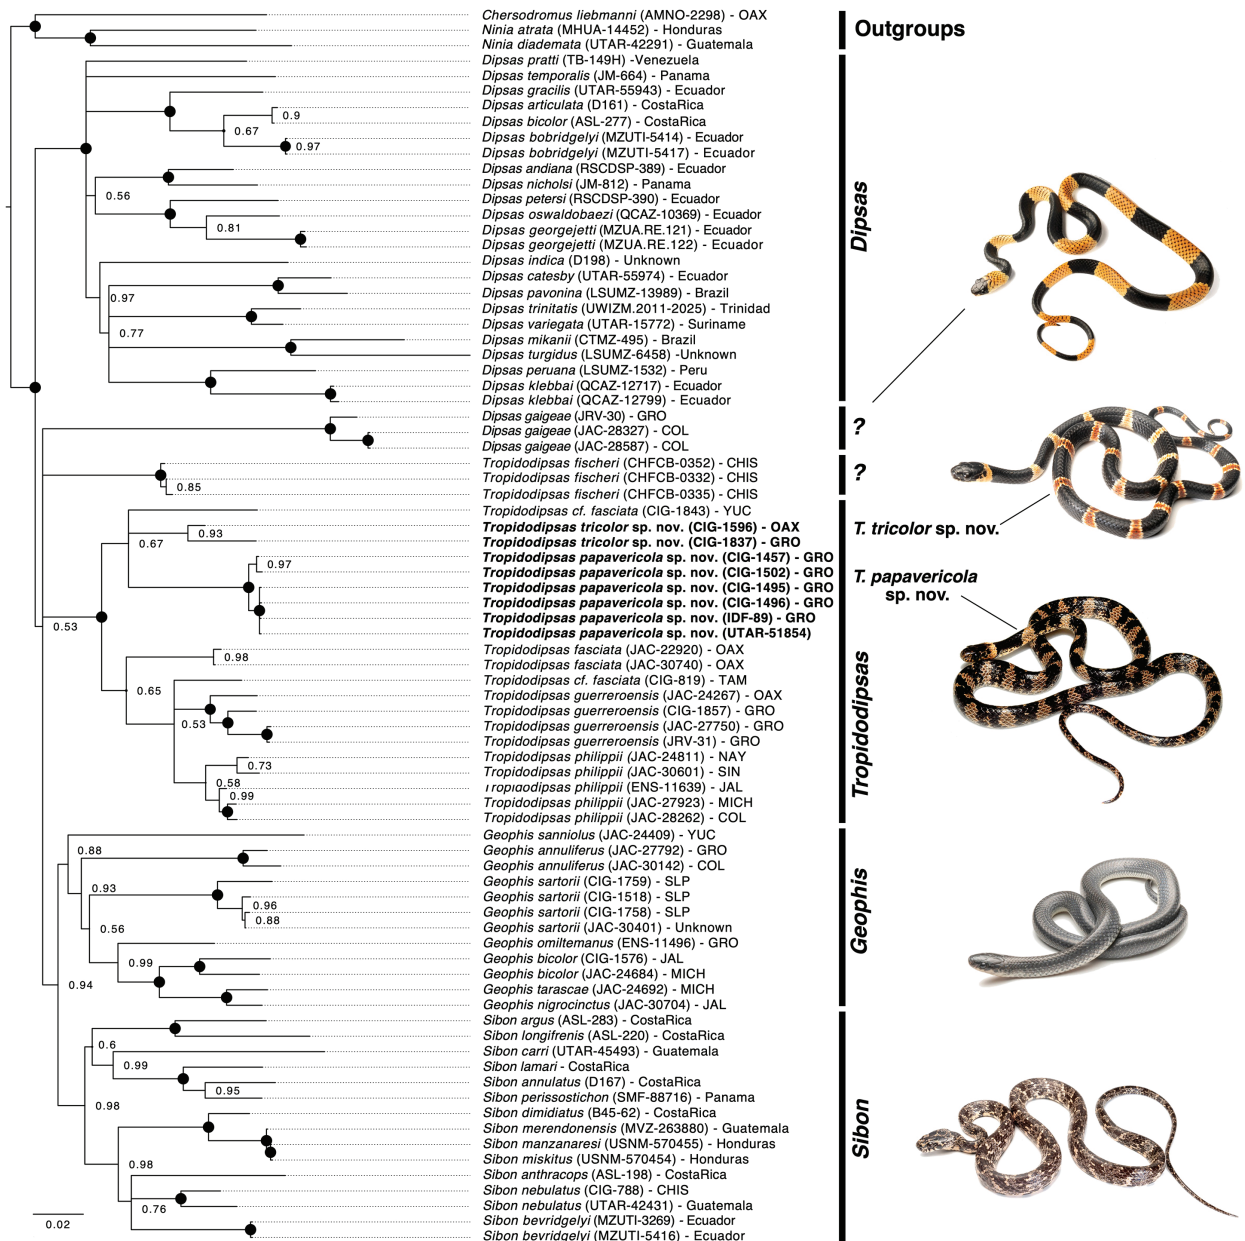 Chersodromus liebmanni (AMNO-2298) - OAX
Ninia atrata (MHUA-14452) - Honduras
Ninia diademata (UTAR-42291) - Guatemala
Outgroups
Dipsas pratti (TB-149H) -Venezuela
Dipsas temporalis (JM-664) - Panama
Dipsas gracilis (UTAR-55943) - Ecuador
Dipsas articulata (D161) - CostaRica
0.9
Dipsas bicolor (ASL-277) - CostaRica
0.67
Dipsas bobridgelyi (MZUTI-5414) - Ecuador
0.97
Dipsas bobridgelyi (MZUTI-5417) - Ecuador
Dipsas andiana (RSCDSP-389) - Ecuador
Dipsas nicholsi (JM-812) - Panama
0.56
Dipsas petersi (RSCDSP-390) - Ecuador
Dipsas oswaldobaezi (QCAZ-10369) - Ecuador
0.81
Dipsas georgejetti (MZUA.RE.121) - Ecuador
Dipsas georgejetti (MZUA.RE.122) - Ecuador
Dipsas
Dipsas indica (D198) - Unknown
Dipsas catesby (UTAR-55974) - Ecuador
Dipsas pavonina (LSUMZ-13989) - Brazil
0.97
Dipsas trinitatis (UWIZM.2011-2025) - Trinidad
Dipsas variegata (UTAR-15772) - Suriname
0.77
Dipsas mikanii (CTMZ-495) - Brazil
Dipsas turgidus (LSUMZ-6458) -Unknown
Dipsas peruana (LSUMZ-1532) - Peru
Dipsas klebbai (QCAZ-12717) - Ecuador
Dipsas klebbai (QCAZ-12799) - Ecuador
Dipsas gaigeae (JRV-30) - GRO
Dipsas gaigeae (JAC-28327) - COL
?
Dipsas gaigeae (JAC-28587) - COL
Tropidodipsas fischeri (CHFCB-0352) - CHIS
Tropidodipsas fischeri (CHFCB-0332) - CHIS
?
0.85
Tropidodipsas fischeri (CHFCB-0335) - CHIS
Tropidodipsas cf. fasciata (CIG-1843) - YUC
Tropidodipsas tricolor sp. nov. (CIG-1596) - OAX
T. tricolor sp. nov.
0.93
0.67
Tropidodipsas tricolor sp. nov. (CIG-1837) - GRO
Tropidodipsas papavericola sp. nov. (CIG-1457) - GRO
0.97
Tropidodipsas papavericola sp. nov. (CIG-1502) - GRO
T. papavericola
sp. nov.
Tropidodipsas papavericola sp. nov. (CIG-1495) - GRO
Tropidodipsas papavericola sp. nov. (CIG-1496) - GRO
Tropidodipsas papavericola sp. nov. (IDF-89) - GRO
0.53
Tropidodipsas papavericola sp. nov. (UTAR-51854)
Tropidodipsas fasciata (JAC-22920) - OAX
0.98
Tropidodipsas fasciata (JAC-30740) - OAX
Tropidodipsas
Tropidodipsas cf. fasciata (CIG-819) - TAM
0.65
Tropidodipsas guerreroensis (JAC-24267) - OAX
Tropidodipsas guerreroensis (CIG-1857) - GRO
0.53
Tropidodipsas guerreroensis (JAC-27750) - GRO
Tropidodipsas guerreroensis (JRV-31) - GRO
Tropidodipsas philippii (JAC-24811) - NAY
0.73
Tropidodipsas philippii (JAC-30601) - SIN
0.58
Tropidodipsas philippii (ENS-11639) - JAL
0.99
Tropidodipsas philippii (JAC-27923) - MICH
Tropidodipsas philippii (JAC-28262) - COL
Geophis sanniolus (JAC-24409) - YUC
0.88
Geophis annuliferus (JAC-27792) - GRO
Geophis annuliferus (JAC-30142) - COL
Geophis sartorii (CIG-1759) - SLP
0.93
Geophis sartorii (CIG-1518) - SLP
0.96
Geophis sartorii (CIG-1758) - SLP
0.88
Geophis sartorii (JAC-30401) - Unknown
0.56
Geophis
Geophis omiltemanus (ENS-11496) - GRO
Geophis bicolor (CIG-1576) - JAL
0.99
Geophis bicolor (JAC-24684) - MICH
0.94
Geophis tarascae (JAC-24692) - MICH
Geophis nigrocinctus (JAC-30704) - JAL
Sibon argus (ASL-283) - CostaRica
Sibon longifrenis (ASL-220) - CostaRica
0.6
Sibon carri (UTAR-45493) - Guatemala
0.99
Sibon lamari - CostaRica
Sibon annulatus (D167) - CostaRica
0.95
Sibon perissostichon (SMF-88716) - Panama
0.98
Sibon dimidiatus (B45-62) - CostaRica
Sibon merendonensis (MVZ-263880) - Guatemala
Sibon
Sibon manzanaresi (USNM-570455) - Honduras
Sibon miskitus (USNM-570454) - Honduras
0.98
Sibon anthracops (ASL-198) - CostaRica
Sibon nebulatus (CIG-788) - CHIS
0.76
Sibon nebulatus (UTAR-42431) - Guatemala
Sibon bevridgelyi (MZUTI-3269) - Ecuador
0.02
Sibon bevridgelyi (MZUTI-5416) - Ecuador